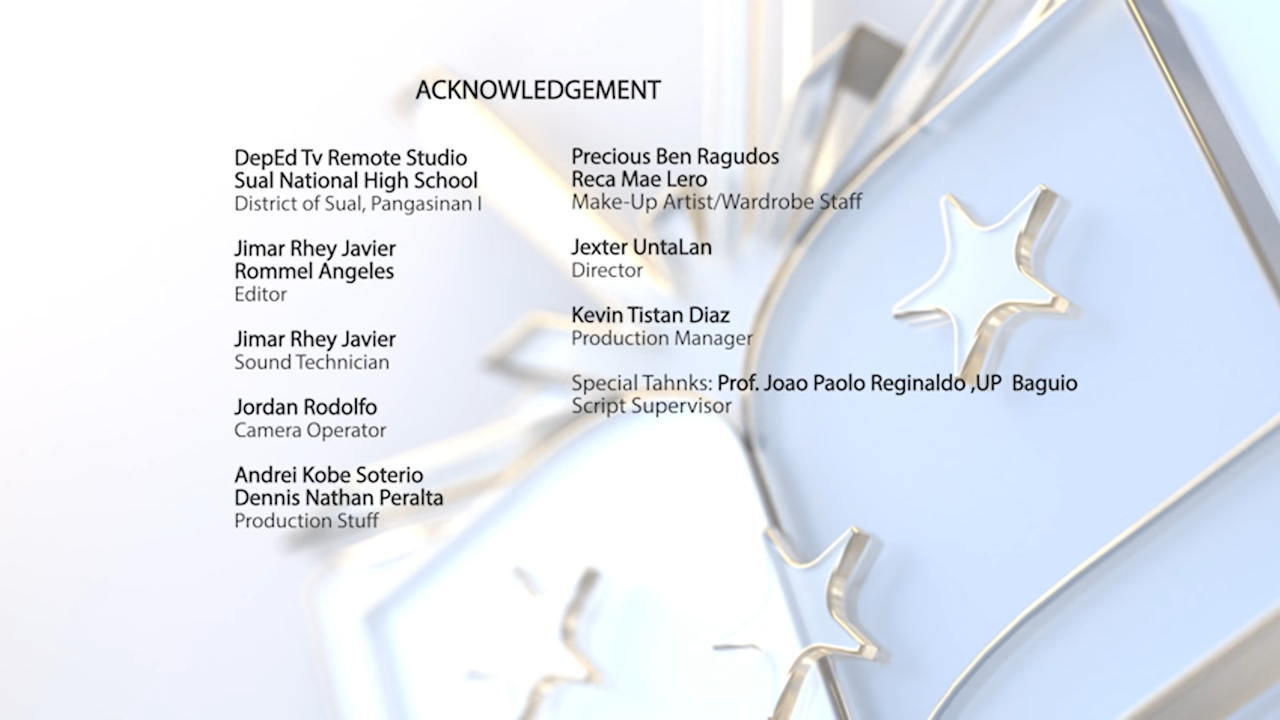 ACKNOWLEDGEMENT
DepEd Tv Remote Studio
Sual National High School
District of Sual, Pangasinan I
Jimar Rhey Javier
Rommel Angeles
Editor
Jimar Rhey Javier
Sound Technician
Jordan Rodolfo
Camera Operator
Andrei Kobe Soterio
Dennis Nathan Peralta
Production Stuff
Precious Ben Ragudos
Reca Mae Lero
Make-Up Artist/Wardrobe Staff
Jexter UntaLan
Director
Kevin Tistan Diaz
Production Manager
Special Tahnks: Prof. Joao Paolo Reginaldo ,UP  Baguio
Script Supervisor